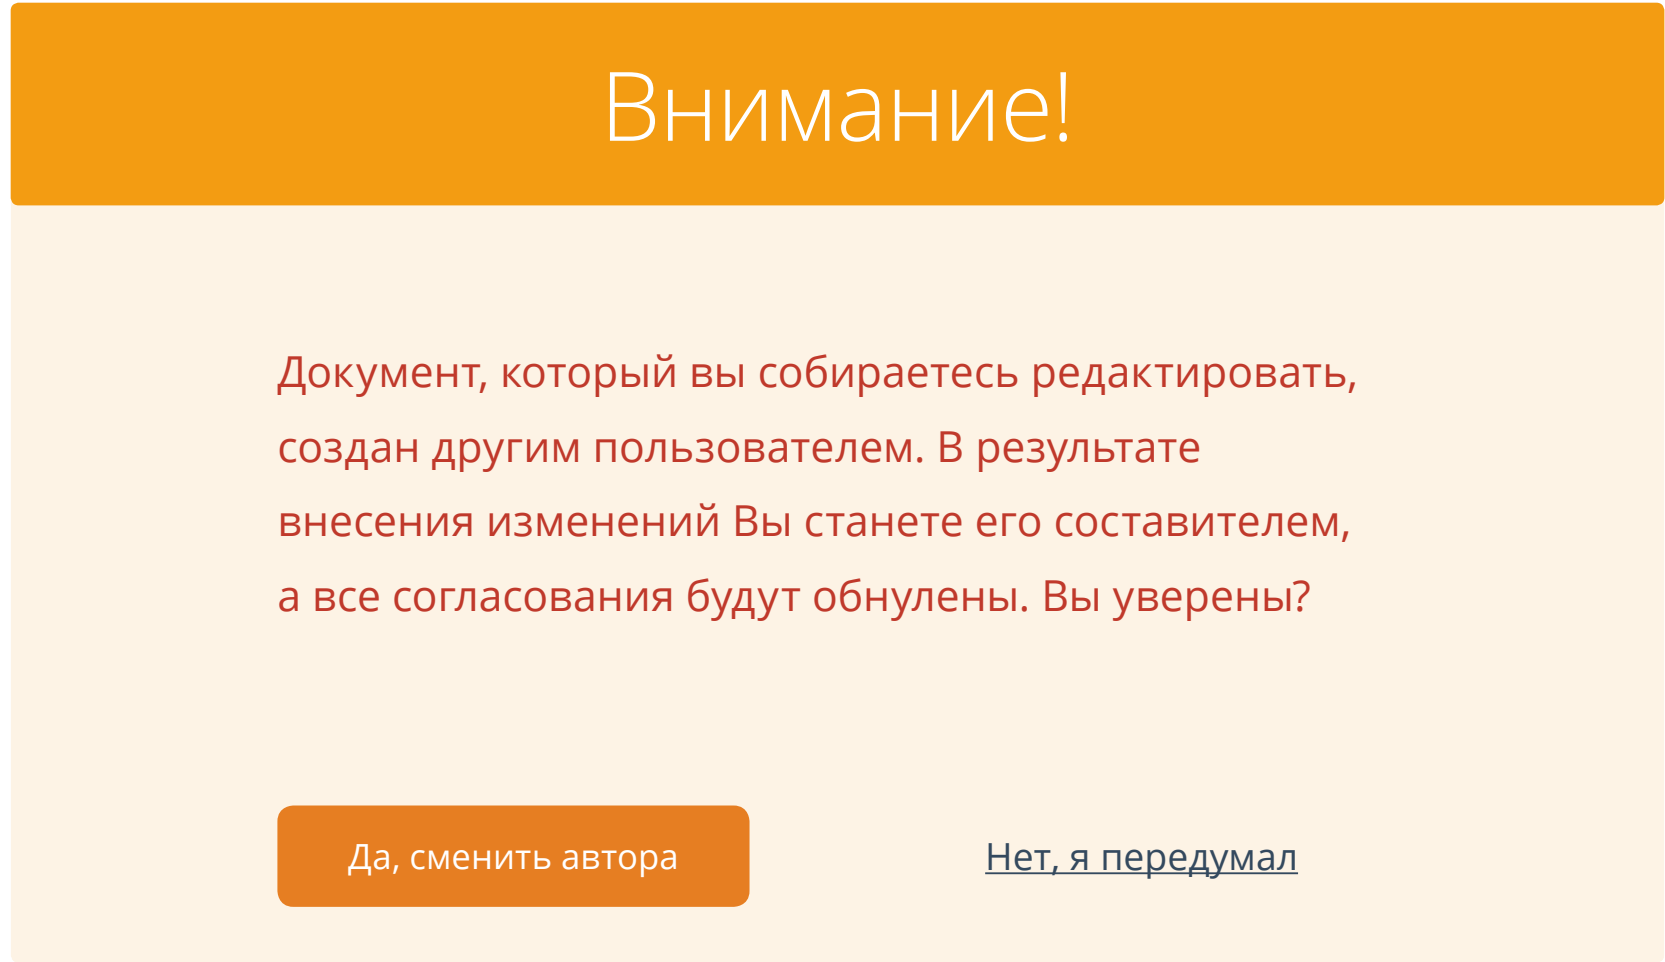 Внимание!
Документ, который вы собираетесь редактировать,
создан другим пользователем. В результате
внесения изменений Вы станете его составителем,
а все согласования будут обнулены. Вы уверены?
Да, сменить автора
Нет, я передумал